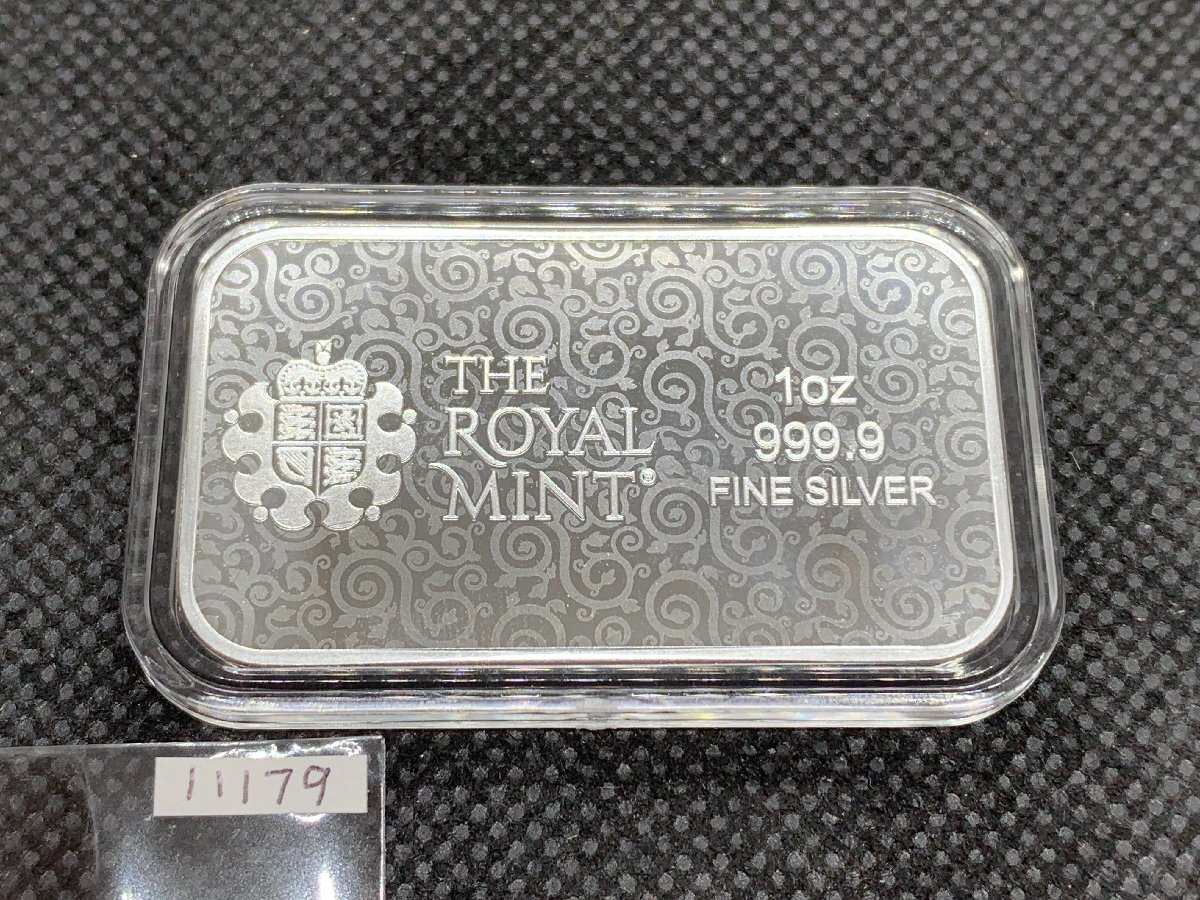 THE
ROYAL
MINT®
1oz
999.9
FINE SILVER
11179